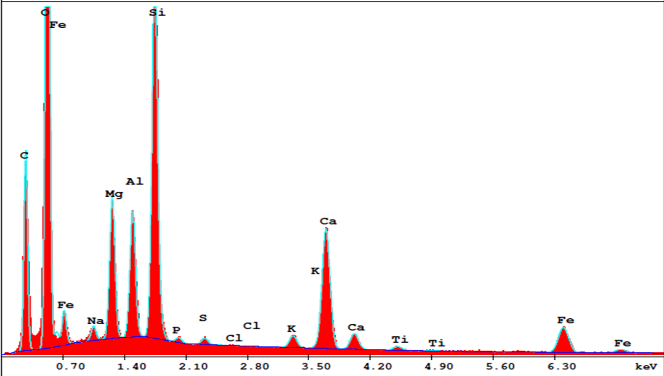 O Si
Fe
C
Al
Mg
Ca
K
Fe Na P S Cl Cl K Ca Ti Ti Fe Fe
0.70 1.40 2.10 2.80 3.50 4.20 4.90 5.60 6.30 keV